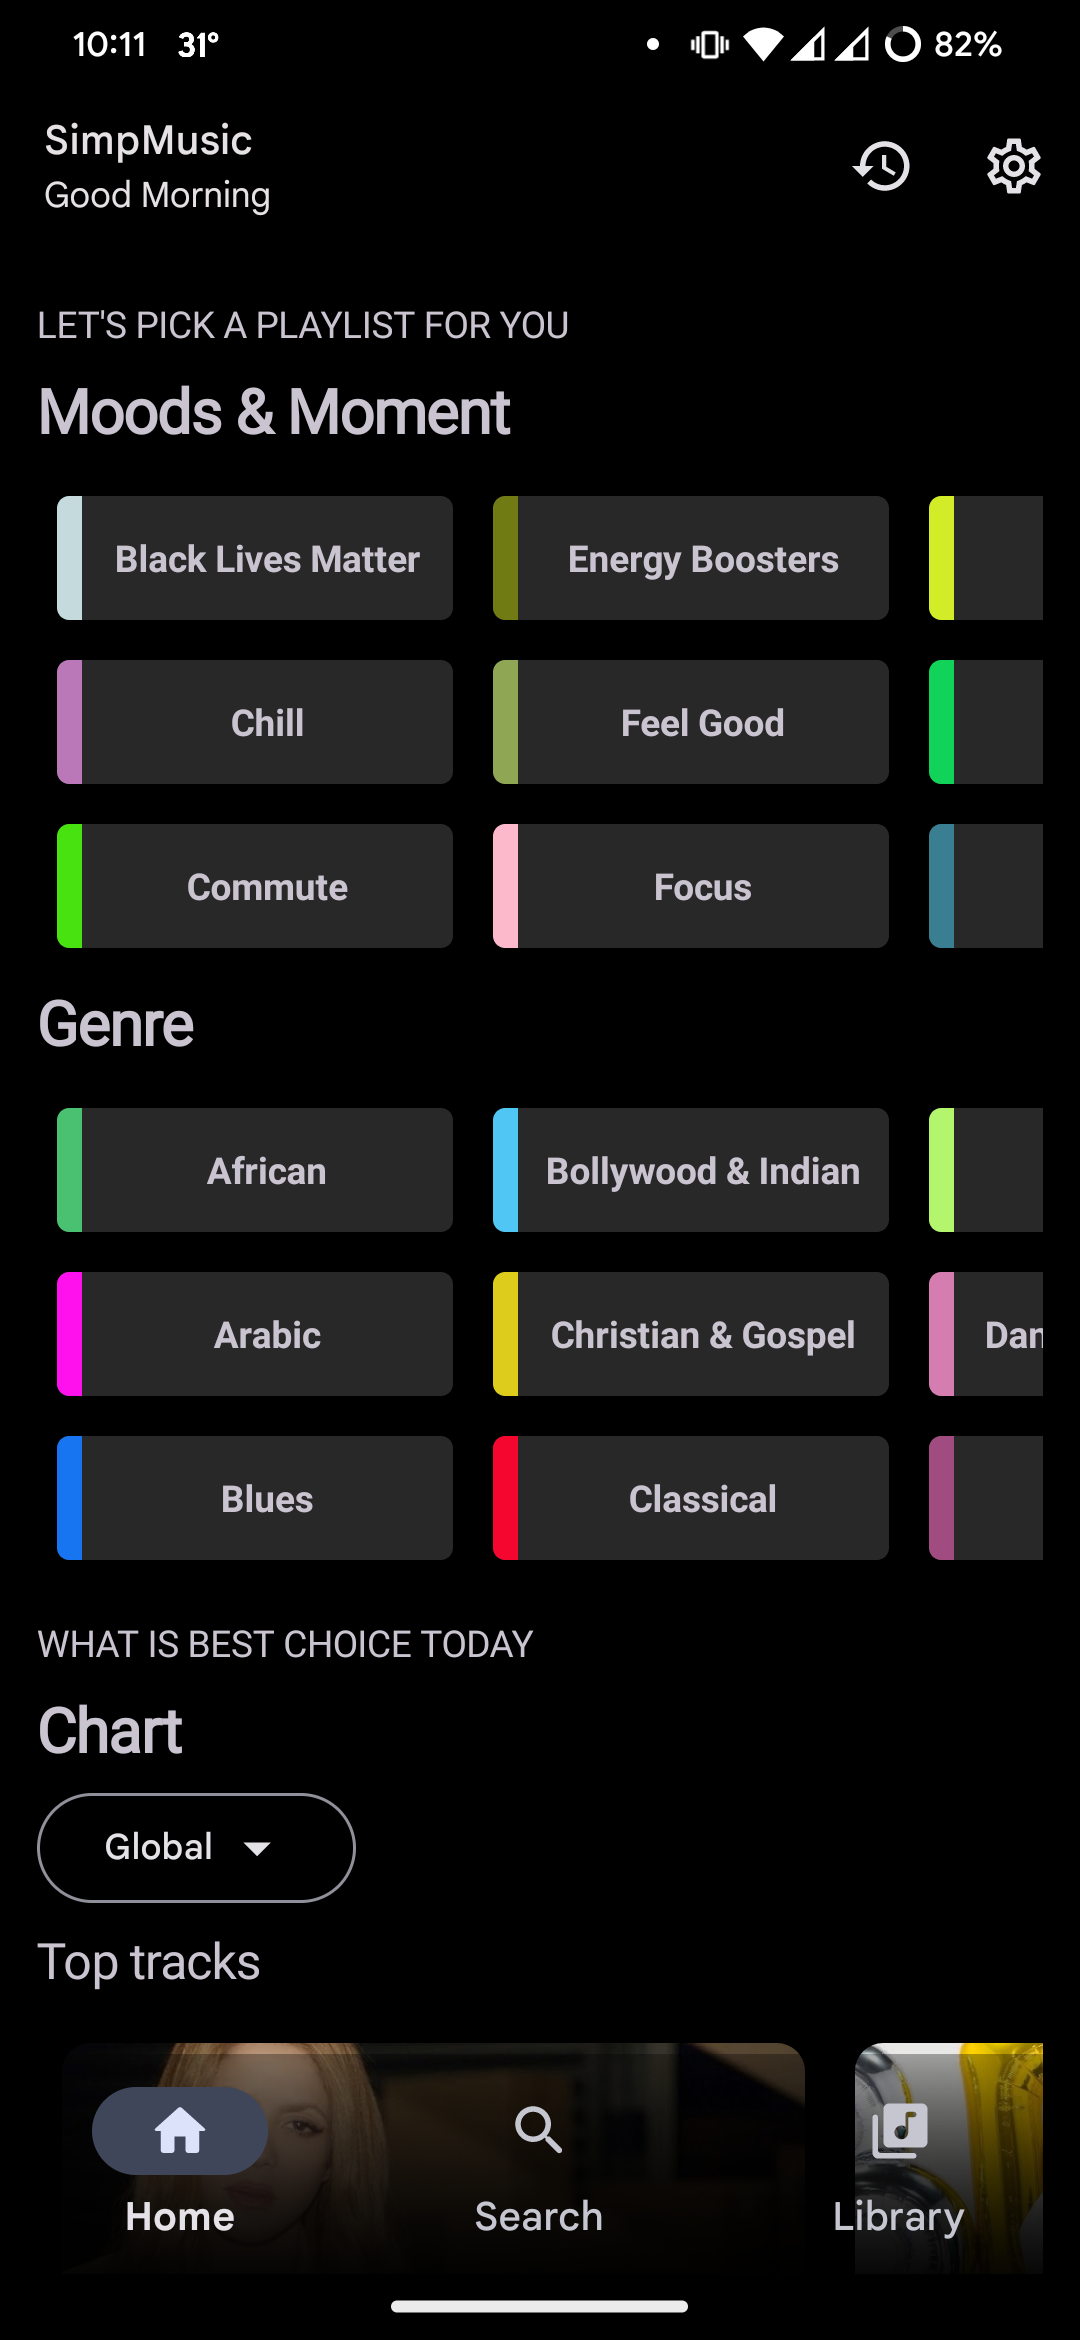 10:11 31° 82%
SimpMusic
Good Morning
LET'S PICK A PLAYLIST FOR YOU
Moods & Moment
Black Lives Matter Energy Boosters
Chill Feel Good
Commute Focus
Genre
African Bollywood & Indian
Arabic Christian & Gospel Dan
Blues Classical
WHAT IS BEST CHOICE TODAY
Chart
Global
Top tracks
Home Search Library